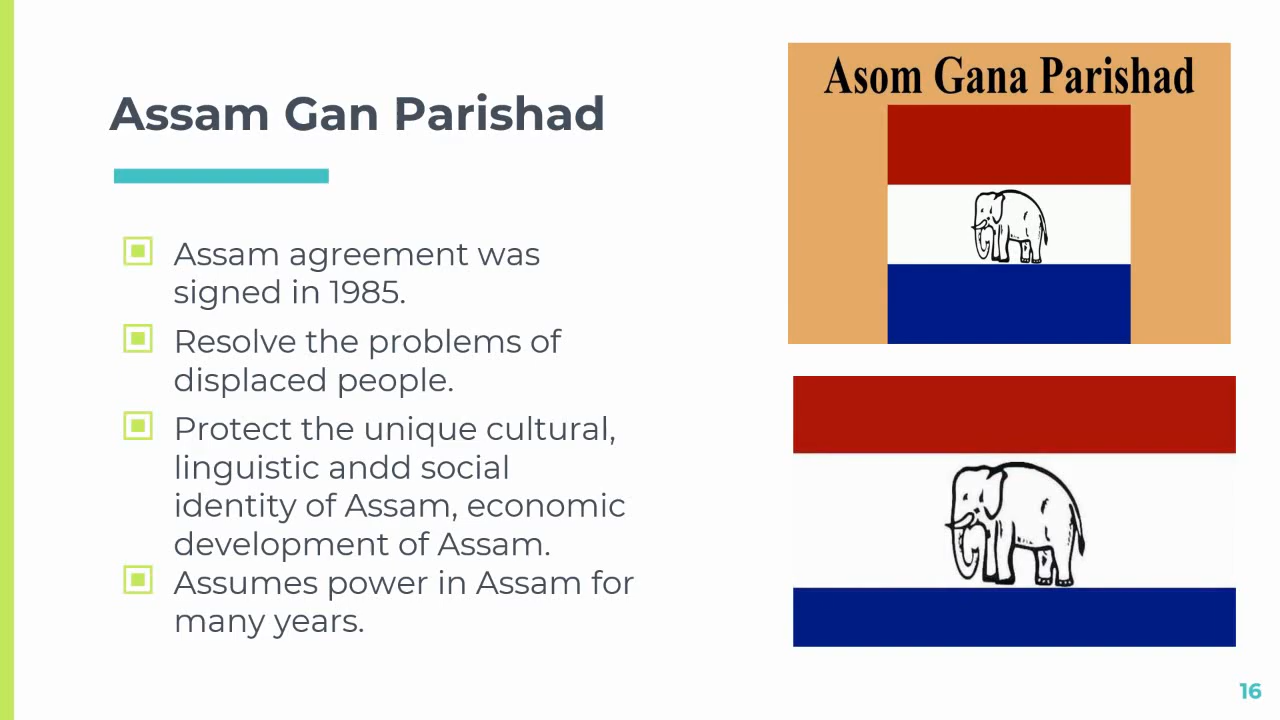 Assam Gan Parishad
Assam agreement was
signed in 1985.
Resolve the problems of
displaced people.
Protect the unique cultural,
linguistic andd social
identity of Assam, economic
development of Assam.
Assumes power in Assam for
many years.
Asom Gana Parishad
16